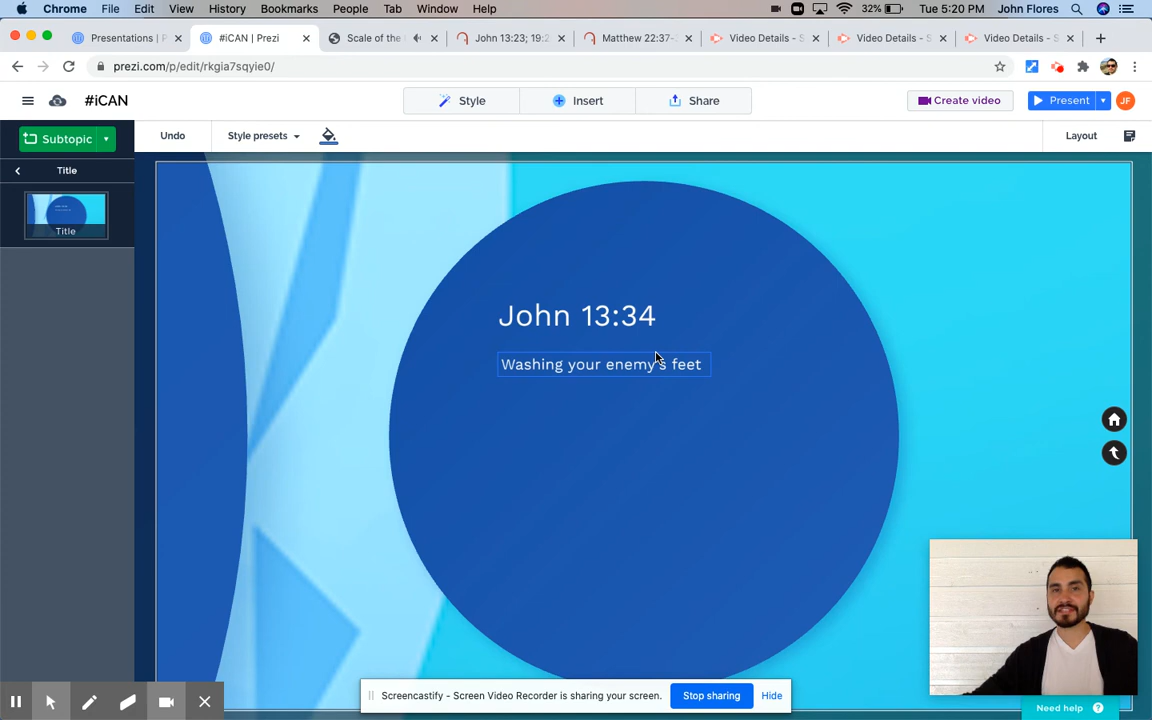 Chrome File Edit View History Bookmarks People Tab Window Help 32% Tue 5:20 PM John Flores
Presentations | P #iCAN | Prezi Scale of the John 13:23; 19:2 Matthew 22:37- Video Details - S Video Details - S Video Details - S
prezi.com/p/edit/rkgia7sqyie0/
#iCAN Style Insert Share Create video Present JF
Subtopic Undo Style presets Layout
Title
Title
John 13:34
Washing your enemy's feet
Screencastify - Screen Video Recorder is sharing your screen. Stop sharing Hide
Need help ?